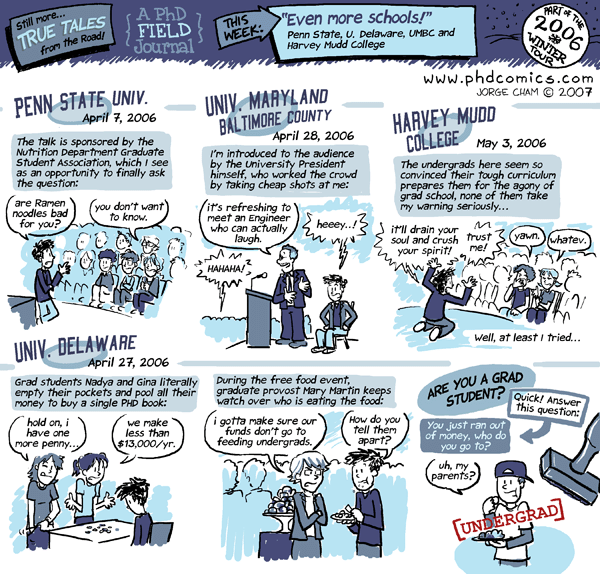 Still more...
TRUE TALES
from the Road!
A PhD
FIELD
Journal
THIS
WEEK:
"Even more schools!"
Penn State, U. Delaware, UMBC and
Harvey Mudd College
PART OF THE
2006
WINTER
TOUR
www.phdcomics.com
JORGE CHAM © 2007
PENN STATE UNIV.
April 7, 2006
The talk is sponsored by the
Nutrition Department Graduate
Student Association, which I see
as an opportunity to finally ask
the question:
are Ramen
noodles bad
for you?
you don't want
to know.
UNIV. MARYLAND
BALTIMORE COUNTY
April 28, 2006
I'm introduced to the audience
by the University President
himself, who worked the crowd
by taking cheap shots at me:
it's refreshing to
meet an Engineer
who can actually
laugh.
heeey..!
HAHAHA!
HARVEY MUDD
COLLEGE
May 3, 2006
The undergrads here seem so
convinced their tough curriculum
prepares them for the agony of
grad school, none of them take
my warning seriously...
it'll drain your
soul and crush
your spirit!
trust
me!
yawn.
whatev.
Well, at least I tried...
UNIV. DELAWARE
April 27, 2006
Grad students Nadya and Gina literally
empty their pockets and pool all their
money to buy a single PHD book:
hold on, i
have one
more penny...
we make
less than
$13,000/yr.
During the free food event,
graduate provost Mary Martin keeps
watch over who is eating the food:
i gotta make sure our
funds don't go to
feeding undergrads.
How do you
tell them
apart?
ARE YOU A GRAD
STUDENT?
Quick! Answer
this question:
You just ran out
of money, who do
you go to?
uh, my
parents?
[UNDERGRAD]